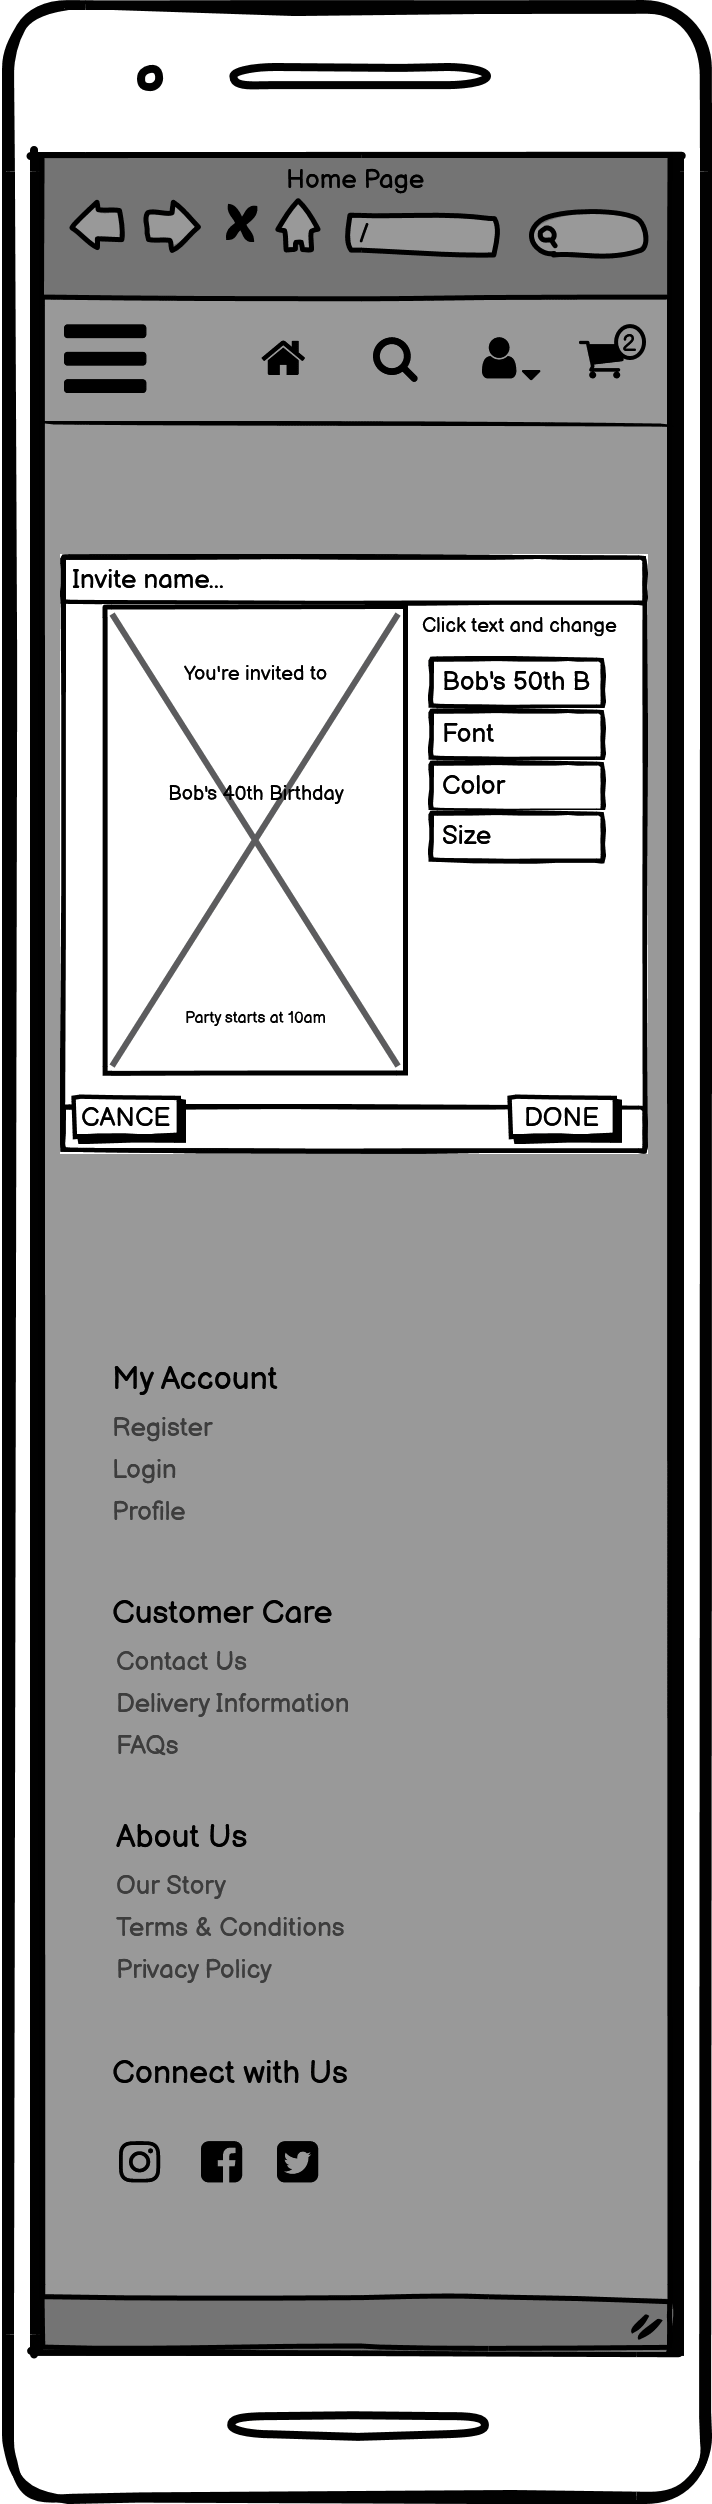 Home Page
/
2
Invite name...
You're invited to
Bob's 40th Birthday
Party starts at 10am
Click text and change
Bob's 50th B
Font
Color
Size
CANCE
DONE
My Account
Register
Login
Profile
Customer Care
Contact Us
Delivery Information
FAQs
About Us
Our Story
Terms & Conditions
Privacy Policy
Connect with Us